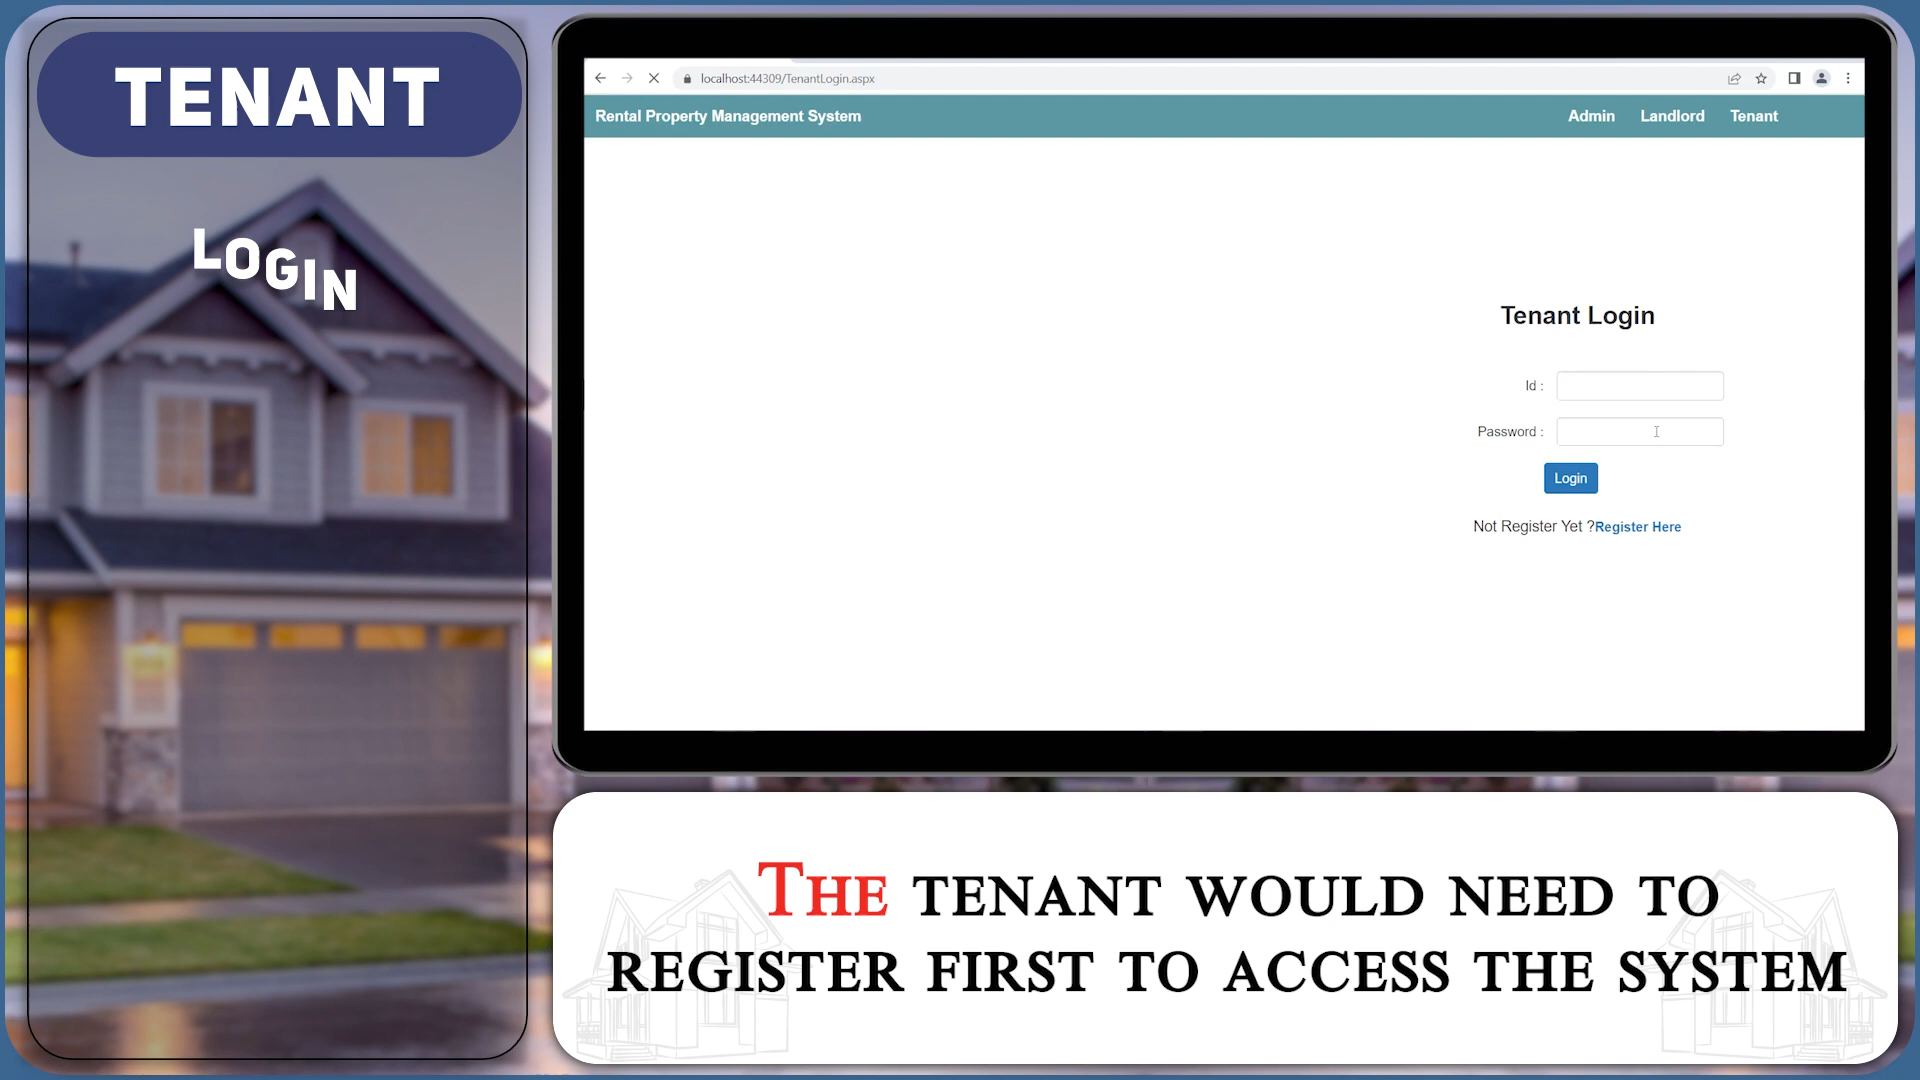 TENANT
LOGIN
localhost:44309/TenantLogin.aspx
Rental Property Management System
Admin Landlord Tenant
Tenant Login
Id :
Password :
Login
Not Register Yet ?Register Here
The tenant would need to
register first to access the system